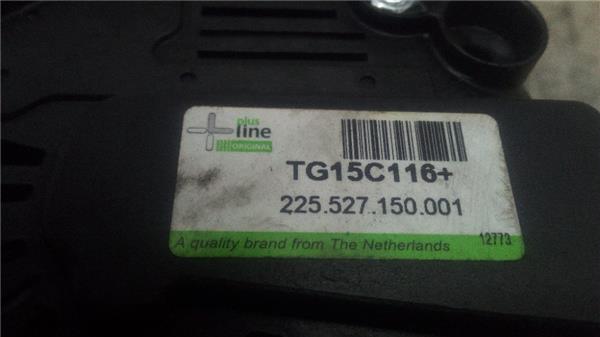 plus
line
ORIGINAL
TG15C116+
225.527.150.001
A quality brand from The Netherlands
12773